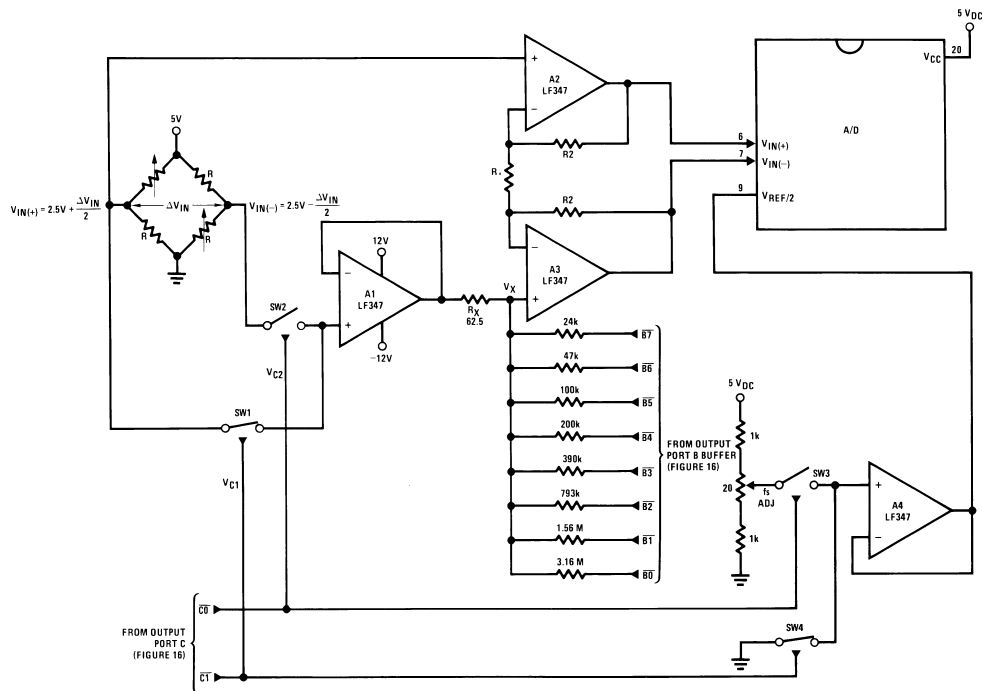 5 VDC
20
VCC
A/D
6
VIN(+)
7
VIN(−)
9
VREF/2
+
A2
LF347
−
R2
R
R2
−
A3
LF347
+
5V
R
ΔVIN
R
R
VIN(+) = 2.5V + ΔVIN/2
VIN(−) = 2.5V − ΔVIN/2
SW2
−
12V
A1
LF347
+
−12V
RX
62.5
VX
VC2
SW1
VC1
24k
B7
47k
B6
100k
B5
200k
B4
390k
B3
793k
B2
1.56 M
B1
3.16 M
B0
FROM OUTPUT
PORT B BUFFER
(FIGURE 16)
5 VDC
1k
20
fs
ADJ
1k
SW3
+
A4
LF347
−
SW4
FROM OUTPUT
PORT C
(FIGURE 16)
C0
C1